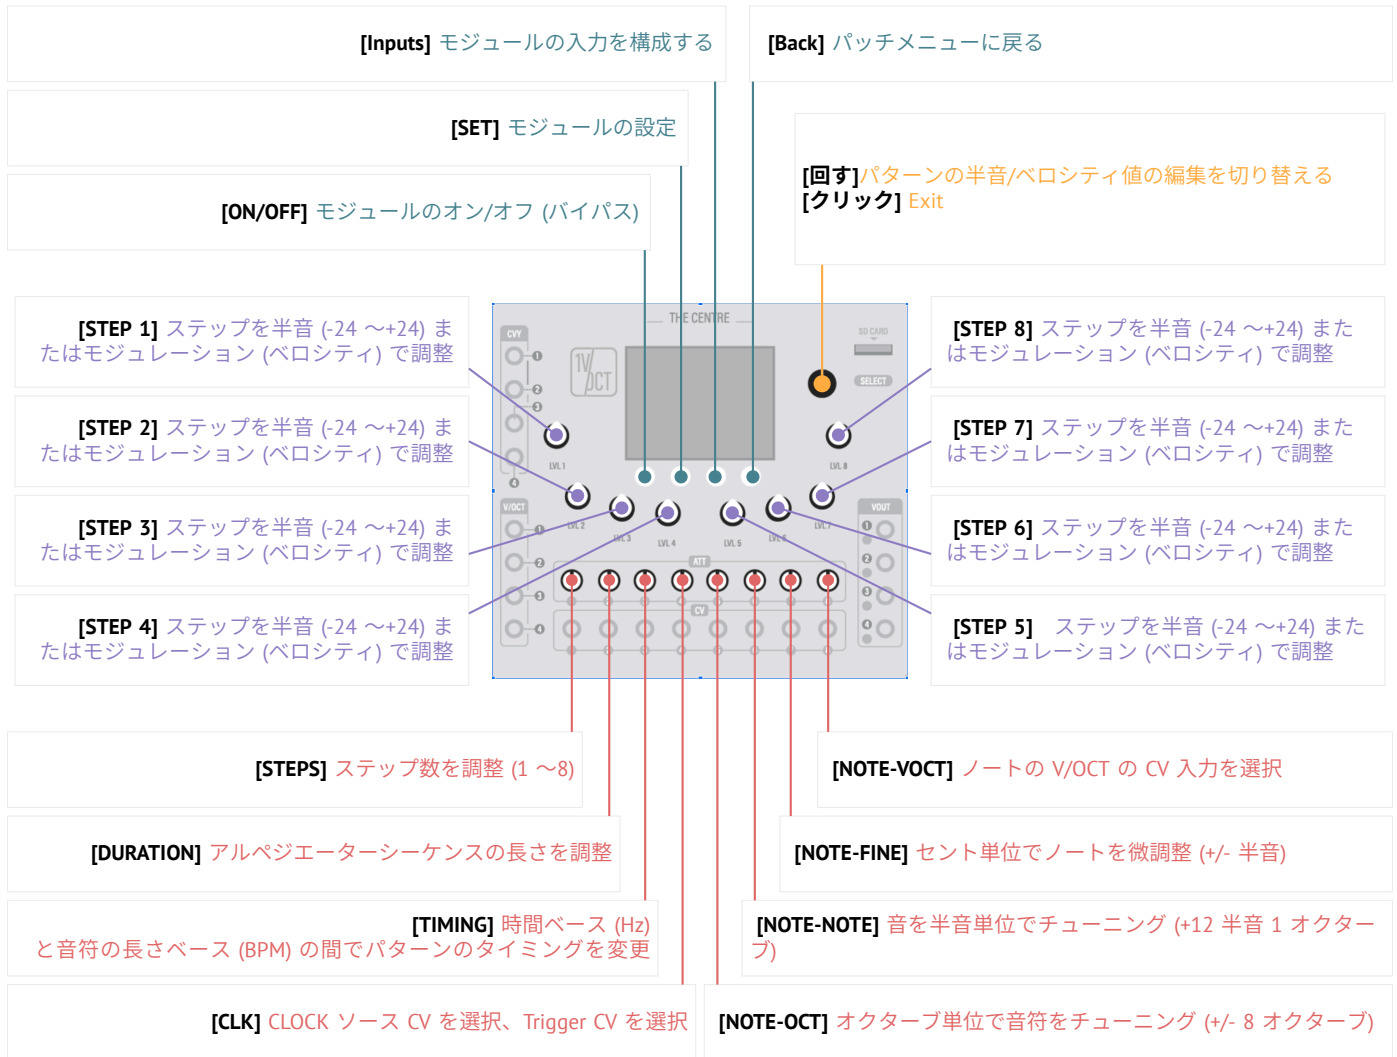 [Inputs] モジュールの入力を構成する
[Back] パッチメニューに戻る
[SET] モジュールの設定
[回す]パターンの半音/ベロシティ値の編集を切り替える
[クリック] Exit
[ON/OFF] モジュールのオン/オフ (バイパス)
[STEP 1] ステップを半音 (-24 ～+24) ま
たはモジュレーション (ベロシティ) で調整
[STEP 2] ステップを半音 (-24 ～+24) ま
たはモジュレーション (ベロシティ) で調整
[STEP 3] ステップを半音 (-24 ～+24) ま
たはモジュレーション (ベロシティ) で調整
[STEP 4] ステップを半音 (-24 ～+24) ま
たはモジュレーション (ベロシティ) で調整
THE CENTRE
CVY
1V/OCT
SD CARD
SELECT
1
2
3
4
LVL 1
LVL 2
LVL 3
LVL 4
LVL 5
LVL 6
LVL 7
LVL 8
V/OCT
1
2
3
4
VOUT
1
2
3
4
ATT
CV
[STEP 8] ステップを半音 (-24 ～+24) また
はモジュレーション (ベロシティ) で調整
[STEP 7] ステップを半音 (-24 ～+24) また
はモジュレーション (ベロシティ) で調整
[STEP 6] ステップを半音 (-24 ～+24) また
はモジュレーション (ベロシティ) で調整
[STEP 5] ステップを半音 (-24 ～+24) また
はモジュレーション (ベロシティ) で調整
[STEPS] ステップ数を調整 (1 ～8)
[DURATION] アルペジエーターシーケンスの長さを調整
[TIMING] 時間ベース (Hz)
と音符の長さベース (BPM) の間でパターンのタイミングを変更
[CLK] CLOCK ソース CV を選択、Trigger CV を選択
[NOTE-VOCT] ノートの V/OCT の CV 入力を選択
[NOTE-FINE] セント単位でノートを微調整 (+/- 半音)
[NOTE-NOTE] 音を半音単位でチューニング (+12 半音 1 オクター
ブ)
[NOTE-OCT] オクターブ単位で音符をチューニング (+/- 8 オクターブ)